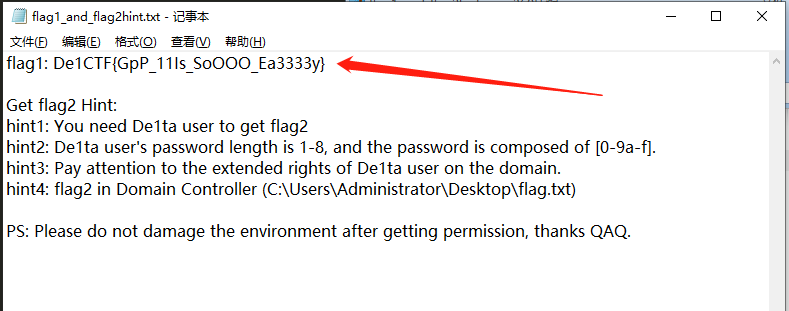 flag1_and_flag2hint.txt - 记事本
文件(F) 编辑(E) 格式(O) 查看(V) 帮助(H)
flag1: De1CTF{GpP_11Is_SoOOO_Ea3333y}
Get flag2 Hint:
hint1: You need De1ta user to get flag2
hint2: De1ta user's password length is 1-8, and the password is composed of [0-9a-f].
hint3: Pay attention to the extended rights of De1ta user on the domain.
hint4: flag2 in Domain Controller (C:\Users\Administrator\Desktop\flag.txt)
PS: Please do not damage the environment after getting permission, thanks QAQ.